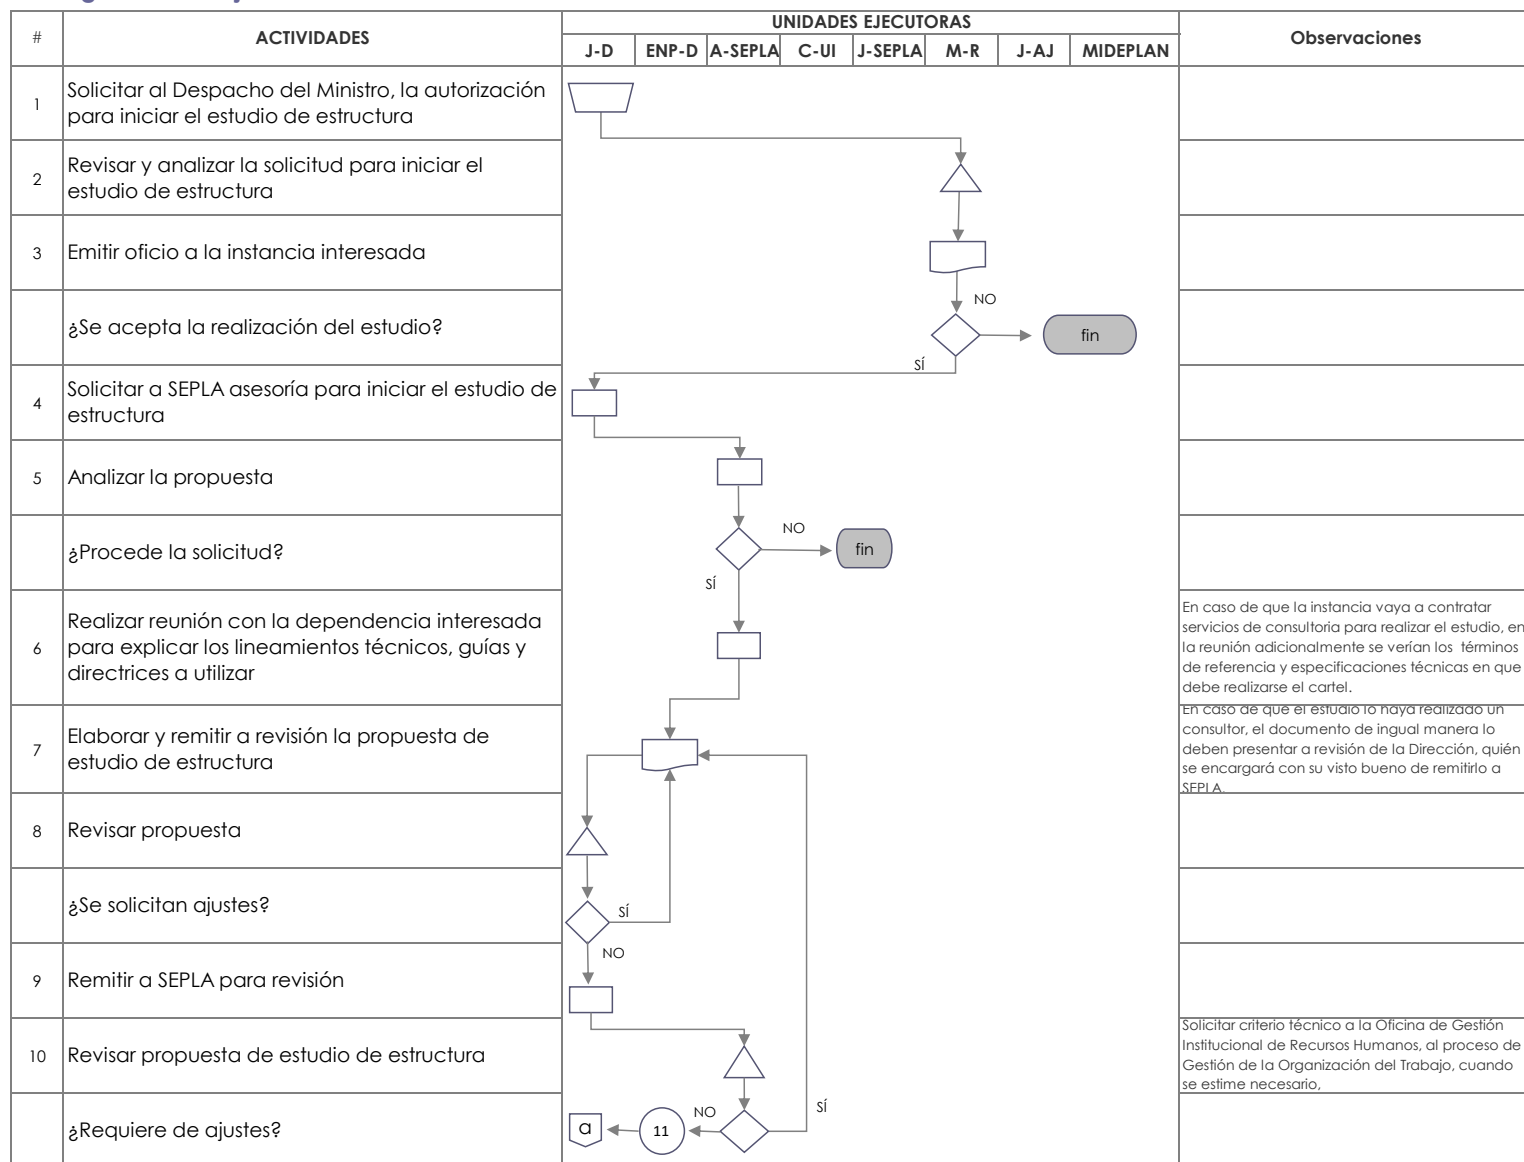 #
ACTIVIDADES
UNIDADES EJECUTORAS
Observaciones
J-D ENP-D A-SEPLA C-UI J-SEPLA M-R J-AJ MIDEPLAN
1
Solicitar al Despacho del Ministro, la autorización
para iniciar el estudio de estructura
2
Revisar y analizar la solicitud para iniciar el
estudio de estructura
3
Emitir oficio a la instancia interesada
NO
¿Se acepta la realización del estudio?
fin
SÍ
4
Solicitar a SEPLA asesoría para iniciar el estudio de
estructura
5
Analizar la propuesta
¿Procede la solicitud?
NO
fin
SÍ
6
Realizar reunión con la dependencia interesada
para explicar los lineamientos técnicos, guías y
directrices a utilizar
En caso de que la instancia vaya a contratar
servicios de consultoria para realizar el estudio, en
la reunión adicionalmente se verían los términos
de referencia y especificaciones técnicas en que
debe realizarse el cartel.
7
Elaborar y remitir a revisión la propuesta de
estudio de estructura
En caso de que el estudio lo haya realizado un
consultor, el documento de ingual manera lo
deben presentar a revisión de la Dirección, quién
se encargará con su visto bueno de remitirlo a
SEPLA.
8
Revisar propuesta
¿Se solicitan ajustes?
SÍ
NO
9
Remitir a SEPLA para revisión
10
Revisar propuesta de estudio de estructura
Solicitar criterio técnico a la Oficina de Gestión
Institucional de Recursos Humanos, al proceso de
Gestión de la Organización del Trabajo, cuando
se estime necesario,
¿Requiere de ajustes?
a
11
NO
SÍ